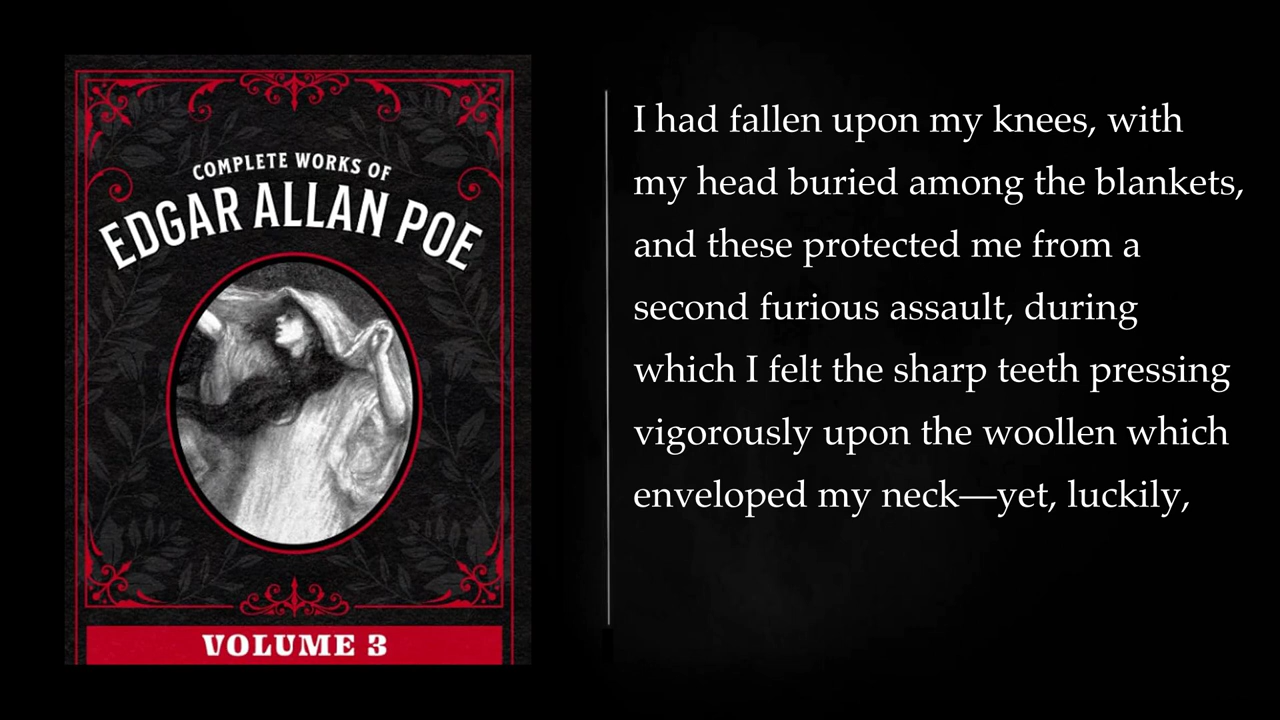 COMPLETE WORKS OF
EDGAR ALLAN POE
VOLUME 3
I had fallen upon my knees, with
my head buried among the blankets,
and these protected me from a
second furious assault, during
which I felt the sharp teeth pressing
vigorously upon the woollen which
enveloped my neck—yet, luckily,